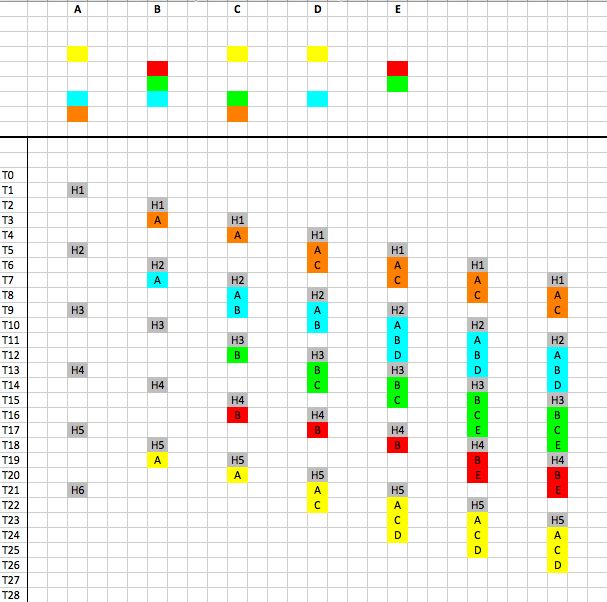 A B C D E
T0
T1 H1
T2 H1
T3 A H1
T4 A H1
T5 H2 A H1
T6 H2 C A H1
T7 A H2 C A H1
T8 A H2 C A
T9 H3 B A H2 C
T10 H3 B A H2
T11 H3 B A H2
T12 B H3 D B A
T13 H4 B H3 D B
T14 H4 C B H3 D
T15 H4 C B H3
T16 B H4 C B
T17 H5 B H4 E C
T18 H5 B H4 E
T19 A H5 B H4
T20 A H5 E B
T21 H6 A H5 E
T22 C A H5
T23 C A H5
T24 D C A
T25 D C
T26 D
T27
T28